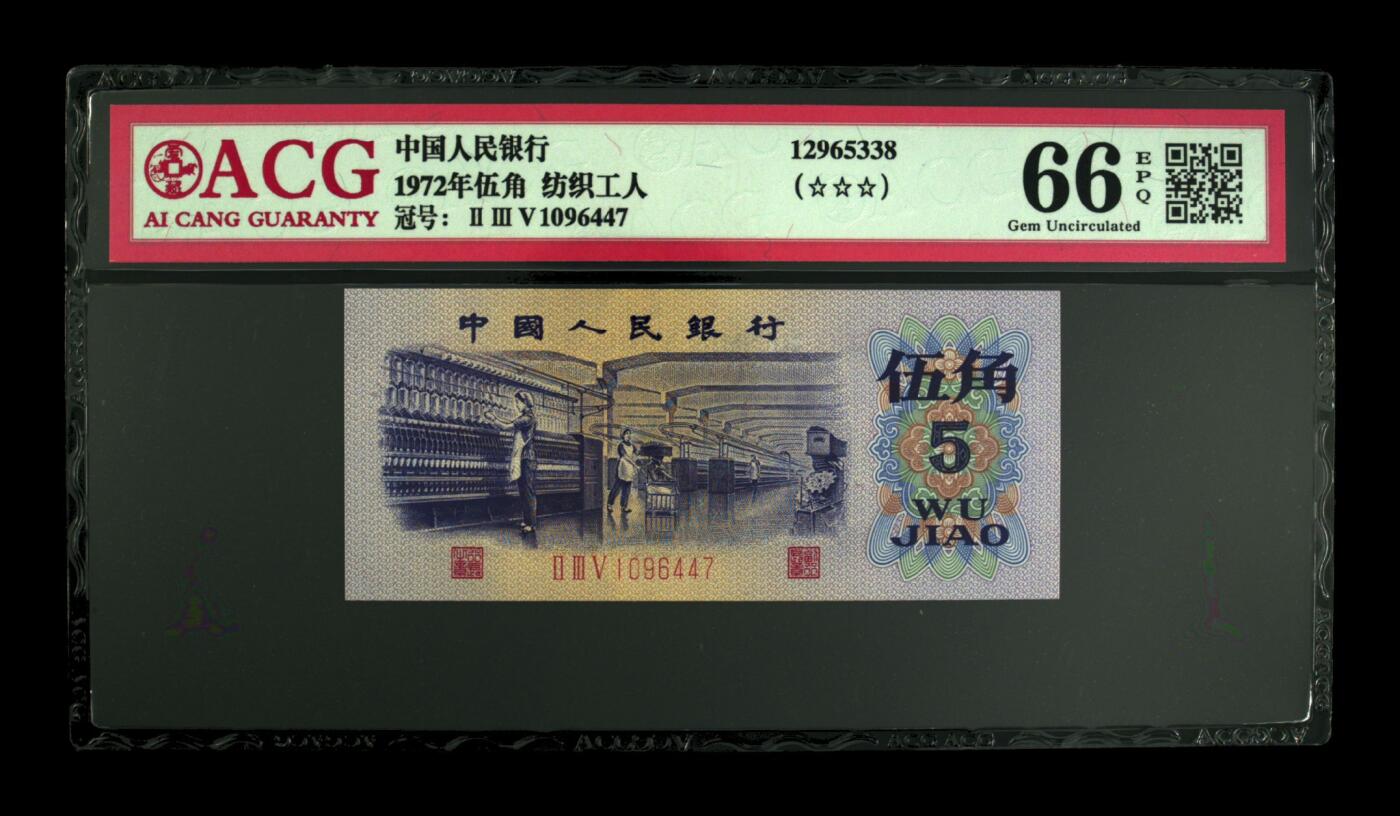 ACG
AI CANG GUARANTY
中国人民银行
1972年伍角 纺织工人
冠号: ⅡⅢⅤ1096447
12965338
(☆☆☆)
66
EPQ
Gem Uncirculated
中國人民銀行
伍角
5
WU
JIAO
ⅡⅢⅤ1096447